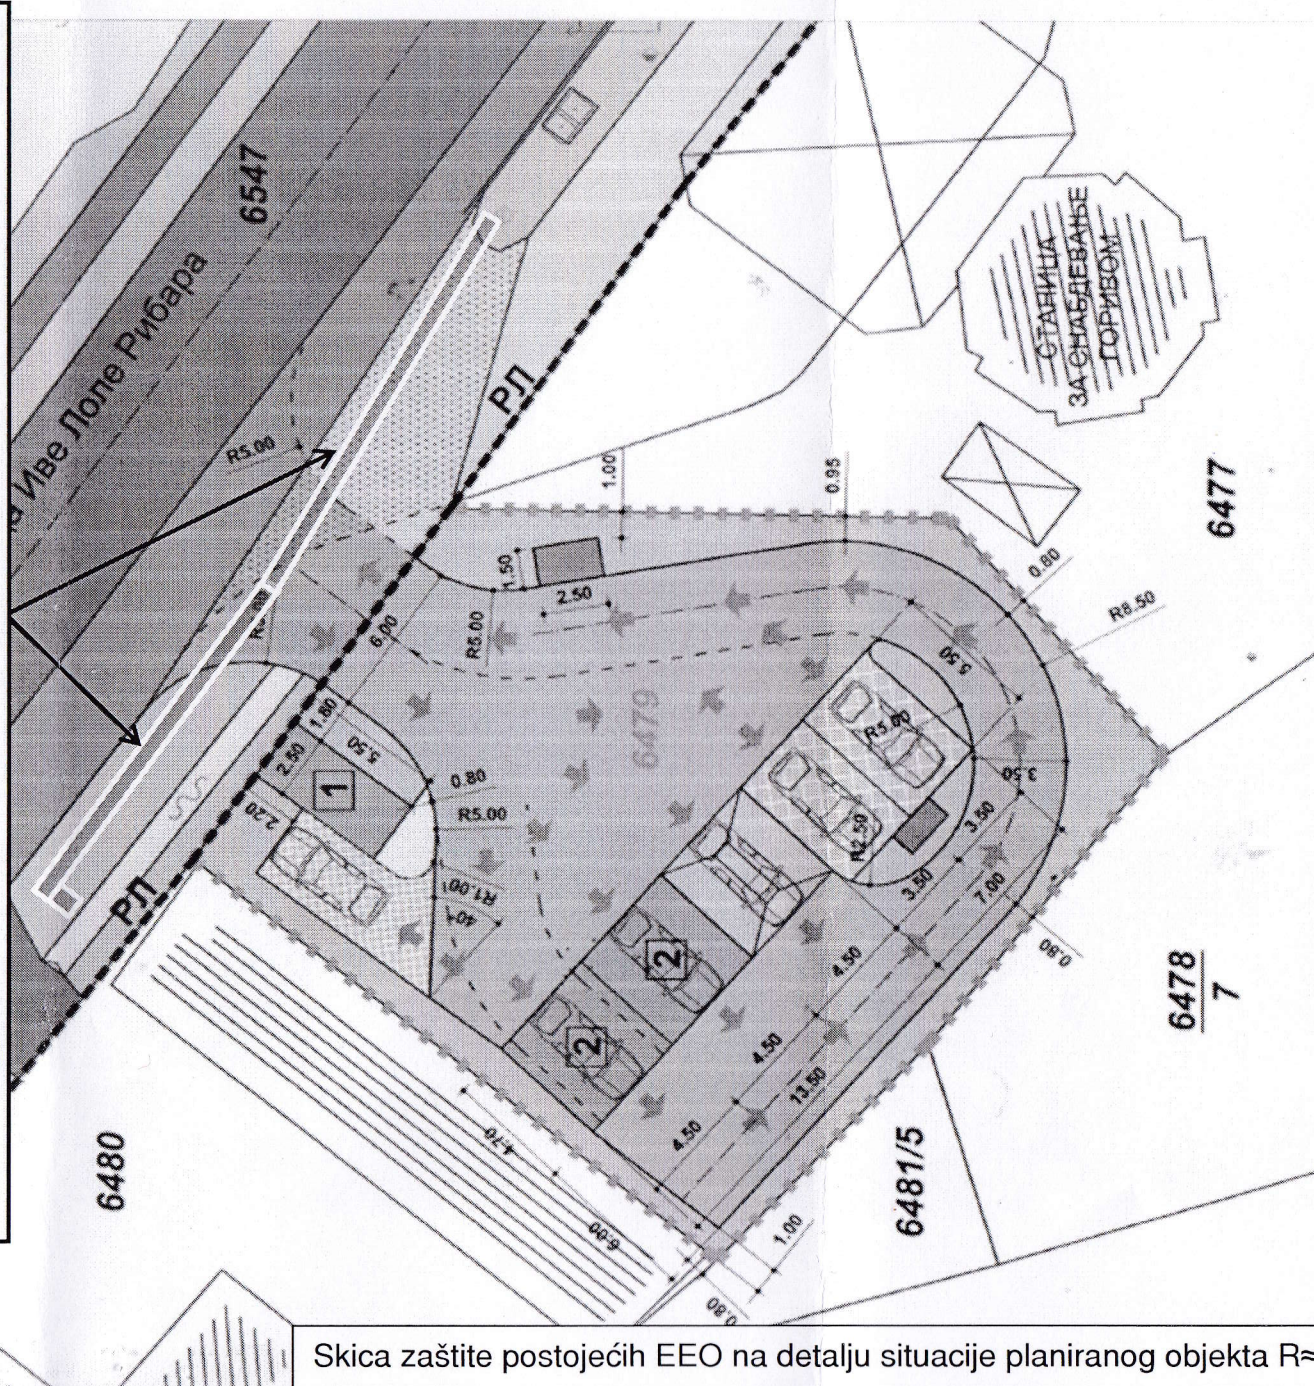 6547
Иве Лоле Рибара
R5.00
РЛ
СТАНИЦА
ЗА СНАБДЕВАЊЕ
ГОРИВОМ
1.00
0.95
6477
0.80
R8.50
1.50
2.50
R5.00
6.00
5.50
6479
R5.00
1.80
5.50
2.50
1
0.80
R5.00
2.20
3.50
3.50
R2.50
3.50
7.00
R1.00
40°
РЛ
2
4.50
0.80
6478
7
2
4.50
13.50
4.50
4.70
6480
6481/5
6.00
1.00
0.80
Skica zaštite postojećih EEO na detalju situacije planiranog objekta R≈